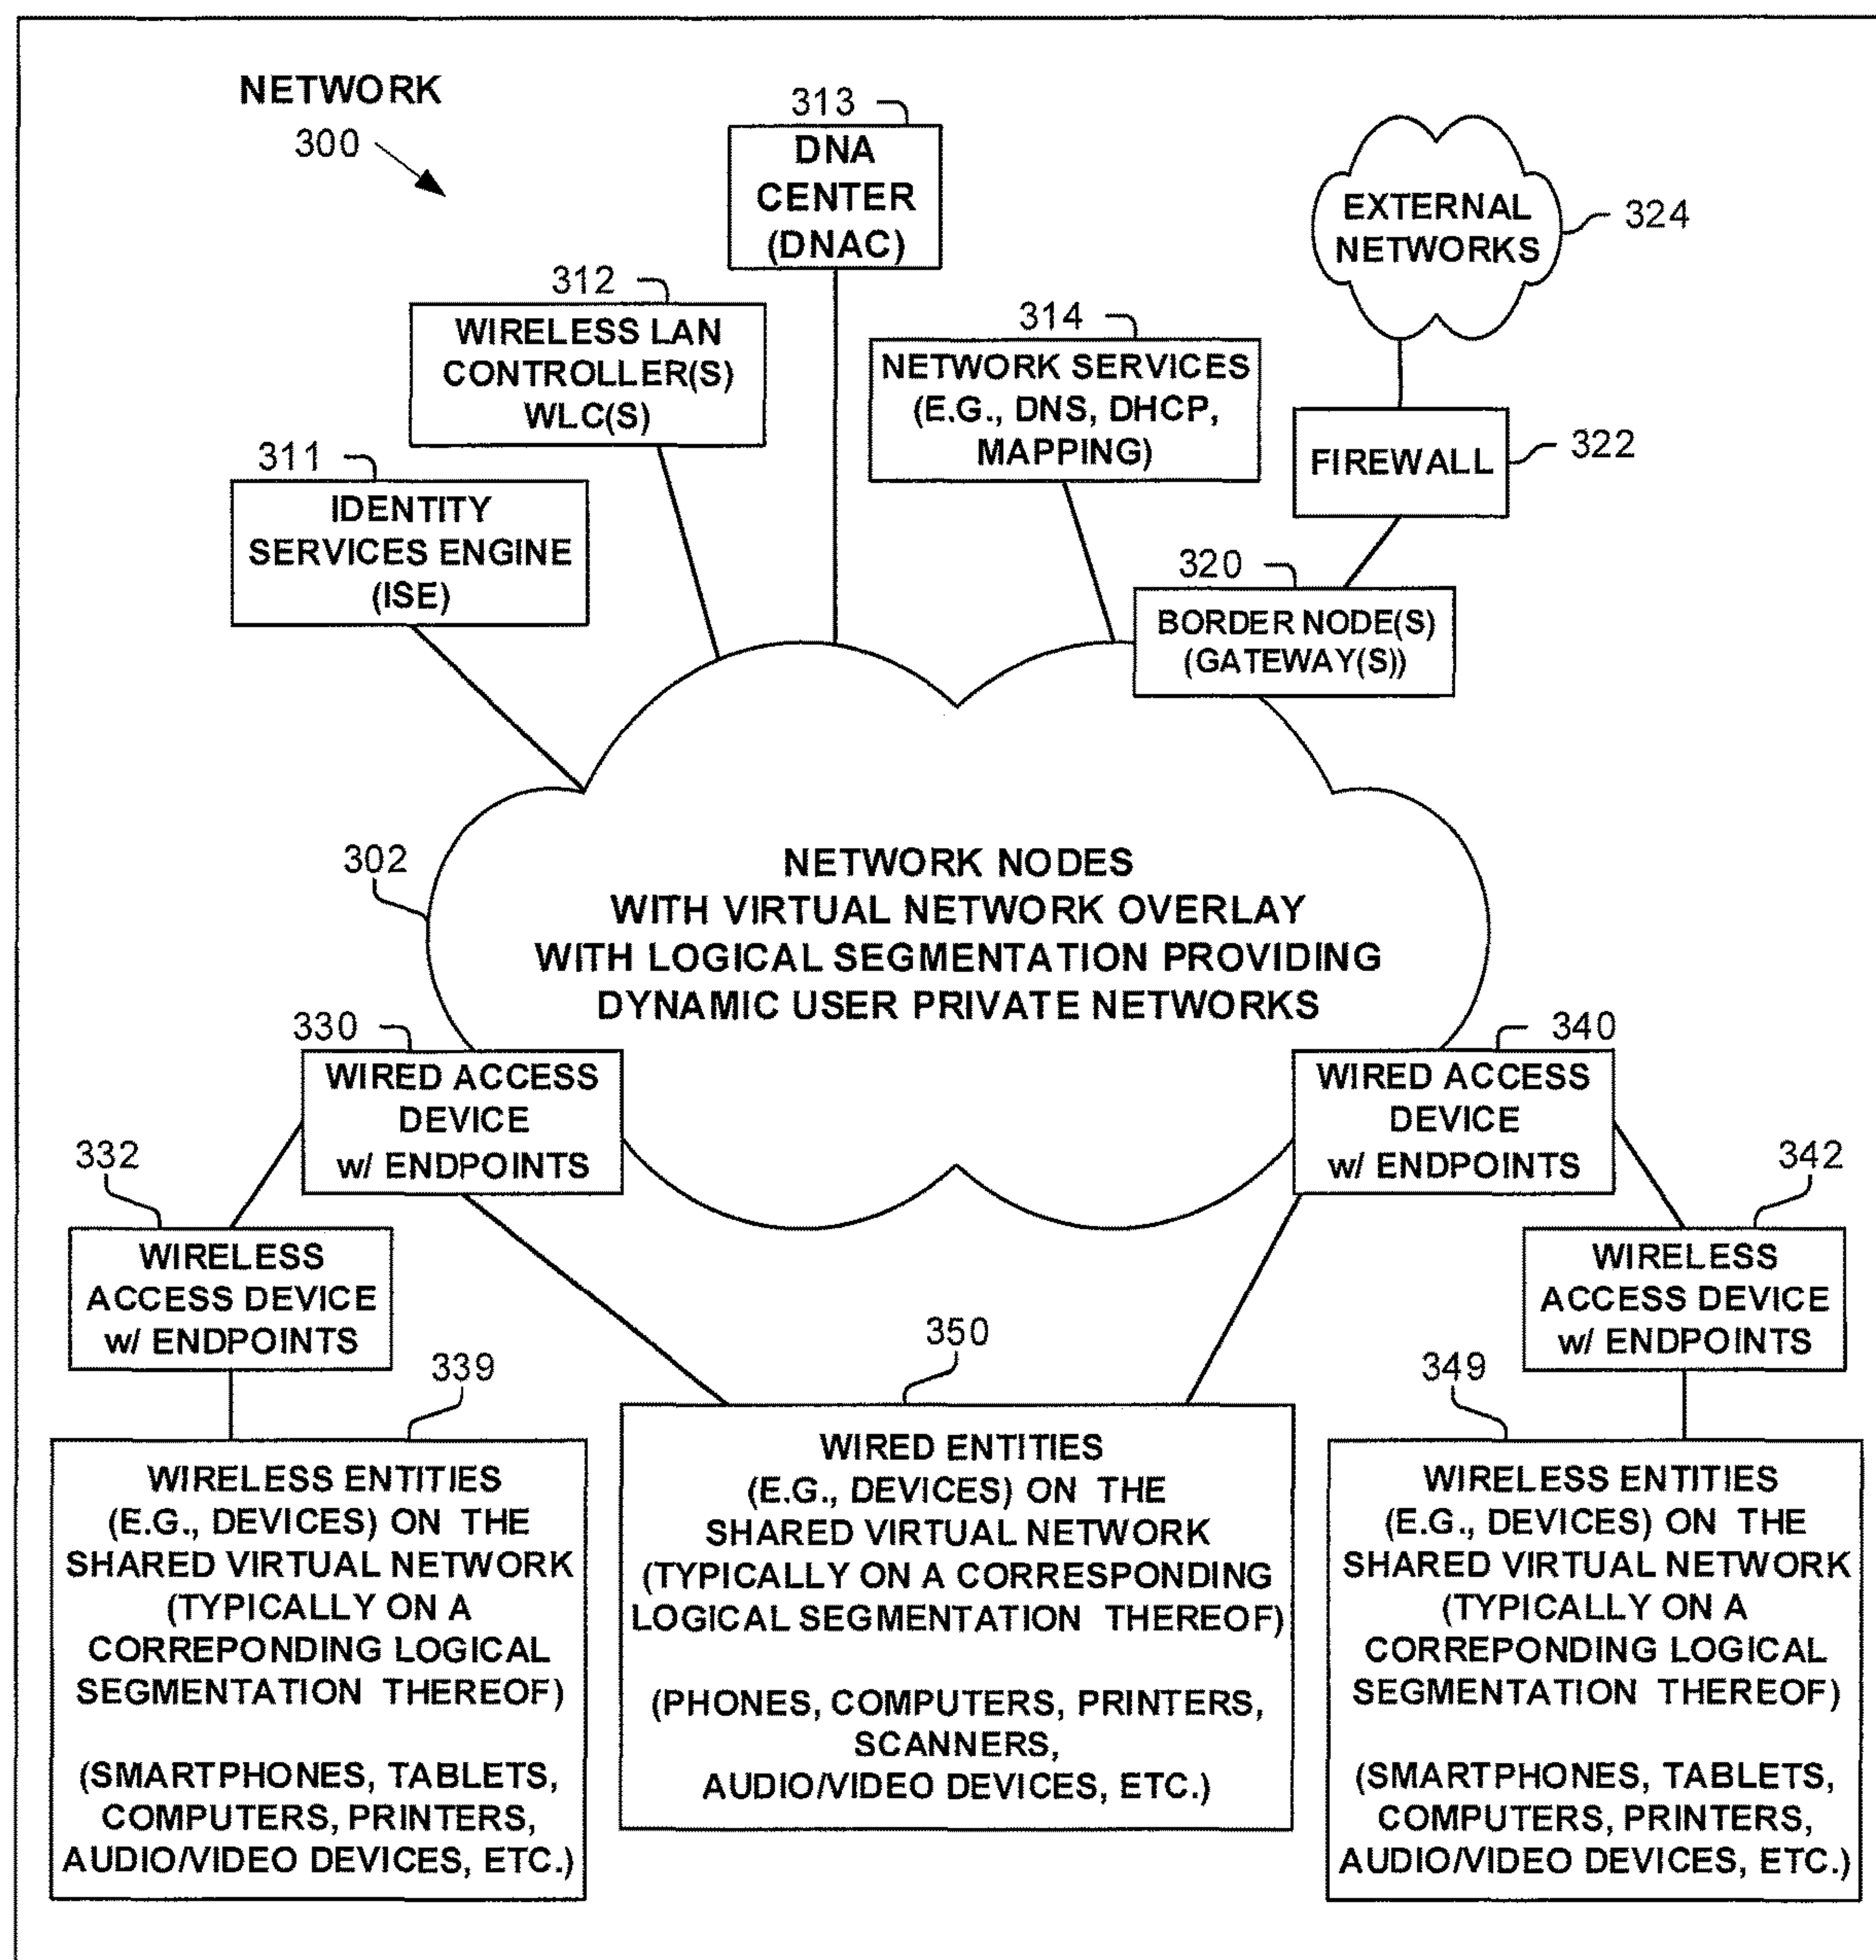 NETWORK
300
313
DNA
CENTER
(DNAC)
EXTERNAL
NETWORKS
324
312
WIRELESS LAN
CONTROLLER(S)
WLC(S)
314
NETWORK SERVICES
(E.G., DNS, DHCP,
MAPPING)
FIREWALL
322
311
IDENTITY
SERVICES ENGINE
(ISE)
320
BORDER NODE(S)
(GATEWAY(S))
302
NETWORK NODES
WITH VIRTUAL NETWORK OVERLAY
WITH LOGICAL SEGMENTATION PROVIDING
DYNAMIC USER PRIVATE NETWORKS
330
WIRED ACCESS
DEVICE
w/ ENDPOINTS
340
WIRED ACCESS
DEVICE
w/ ENDPOINTS
332
WIRELESS
ACCESS DEVICE
w/ ENDPOINTS
342
WIRELESS
ACCESS DEVICE
w/ ENDPOINTS
339
WIRELESS ENTITIES
(E.G., DEVICES) ON THE
SHARED VIRTUAL NETWORK
(TYPICALLY ON A
CORREPONDING LOGICAL
SEGMENTATION THEREOF)
(SMARTPHONES, TABLETS,
COMPUTERS, PRINTERS,
AUDIO/VIDEO DEVICES, ETC.)
350
WIRED ENTITIES
(E.G., DEVICES) ON THE
SHARED VIRTUAL NETWORK
(TYPICALLY ON A CORRESPONDING
LOGICAL SEGMENTATION THEREOF)
(PHONES, COMPUTERS, PRINTERS,
SCANNERS,
AUDIO/VIDEO DEVICES, ETC.)
349
WIRELESS ENTITIES
(E.G., DEVICES) ON THE
SHARED VIRTUAL NETWORK
(TYPICALLY ON A
CORREPONDING LOGICAL
SEGMENTATION THEREOF)
(SMARTPHONES, TABLETS,
COMPUTERS, PRINTERS,
AUDIO/VIDEO DEVICES, ETC.)